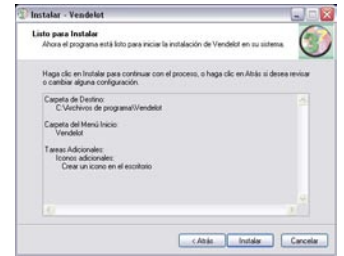 Instalar - Vendelot
Listo para Instalar
Ahora el programa está listo para iniciar la instalación de Vendelot en su sistema.
Haga clic en Instalar para continuar con el proceso, o haga clic en Atrás si desea revisar
o cambiar alguna configuración.
Carpeta de Destino:
C:\Archivos de programa\Vendelot
Carpeta del Menú Inicio:
Vendelot
Tareas Adicionales:
Iconos adicionales:
Crear un icono en el escritorio
< Atrás
Instalar
Cancelar